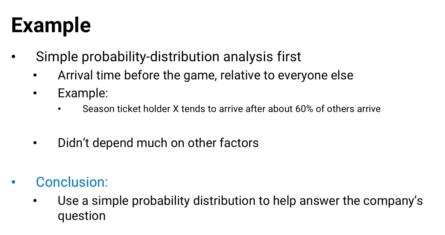 Example
• Simple probability-distribution analysis first
• Arrival time before the game, relative to everyone else
• Example:
• Season ticket holder X tends to arrive after about 60% of others arrive
• Didn't depend much on other factors
• Conclusion:
• Use a simple probability distribution to help answer the company's
question